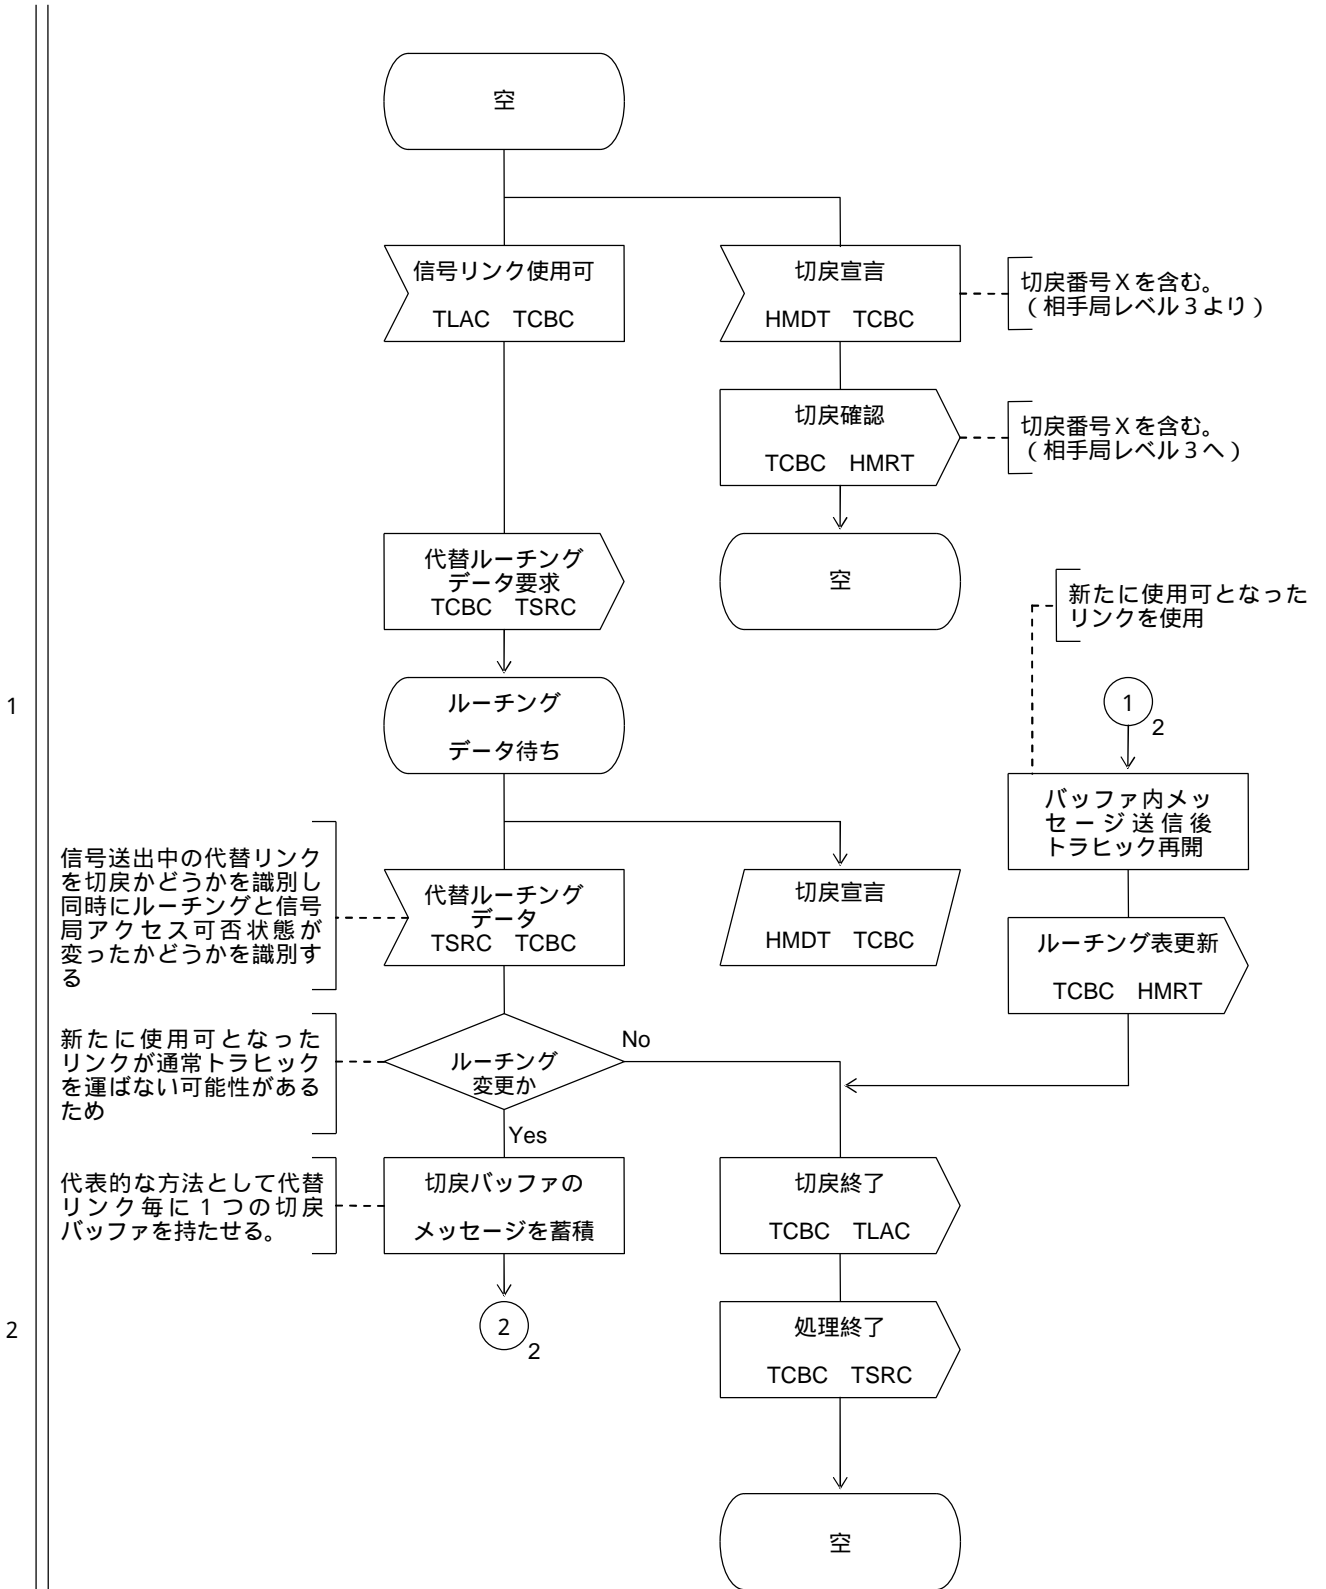 空
信号リンク使用可
TLAC TCBC
切戻宣言
HMDT TCBC
切戻番号Xを含む。
(相手局レベル3より)
切戻確認
TCBC HMRT
切戻番号Xを含む。
(相手局レベル3へ)
代替ルーチング
データ要求
TCBC TSRC
空
新たに使用可となった
リンクを使用
1
ルーチング
データ待ち
1
2
バッファ内メッ
セージ送信後
トラヒック再開
信号送出中の代替リンク
を切戻かどうかを識別し
同時にルーチングと信号
局アクセス可否状態が
変ったかどうかを識別す
る
代替ルーチング
データ
TSRC TCBC
切戻宣言
HMDT TCBC
ルーチング表更新
TCBC HMRT
新たに使用可となった
リンクが通常トラヒック
を運ばない可能性がある
ため
ルーチング
変更か
No
Yes
代表的な方法として代替
リンク毎に1つの切戻
バッファを持たせる。
切戻バッファの
メッセージを蓄積
切戻終了
TCBC TLAC
2
2
2
処理終了
TCBC TSRC
空